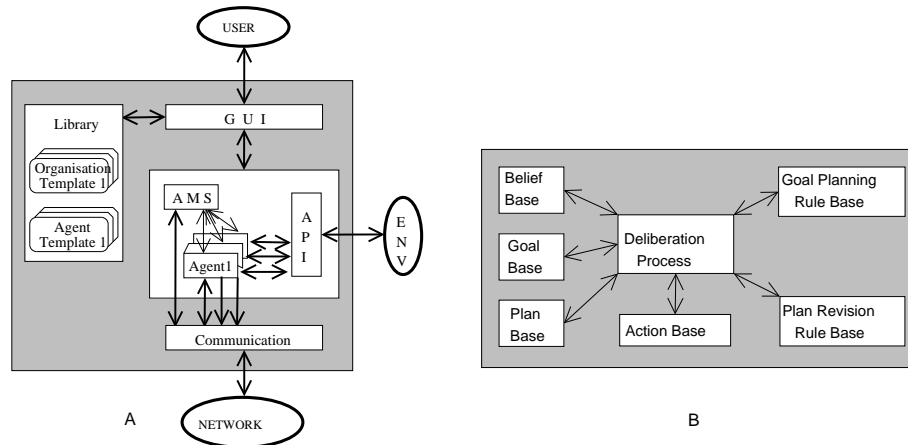 USER
Library
G U I
Organisation
Template 1
Agent
Template 1
A M S
Agent1
A
P
I
E
N
V
Communication
NETWORK
A
Belief
Base
Goal
Base
Plan
Base
Deliberation
Process
Action Base
Goal Planning
Rule Base
Plan Revision
Rule Base
B